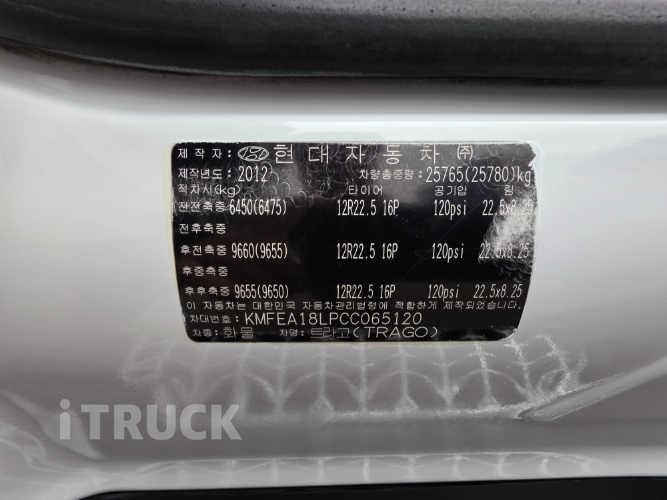 제 작 자 : 현 대 자 동 차 ㈜
제작년도: 2012 차량총중량: 25765(25780)kg
적차시(kg) 타이어 공기압 림
전전축중 6450(6475) 12R22.5 16P 120psi 22.5x8.25
전후축중
후전축중 9660(9655) 12R22.5 16P 120psi 22.5x8.25
후중축중
후후축중 9655(9650) 12R22.5 16P 120psi 22.5x8.25
이 자동차는 대한민국 자동차관리법령에 적합하게 제작되었습니다.
차대번호: KMFEA18LPCC065120
차종: 화 물 차명: 트라고(TRAGO)
iTRUCK